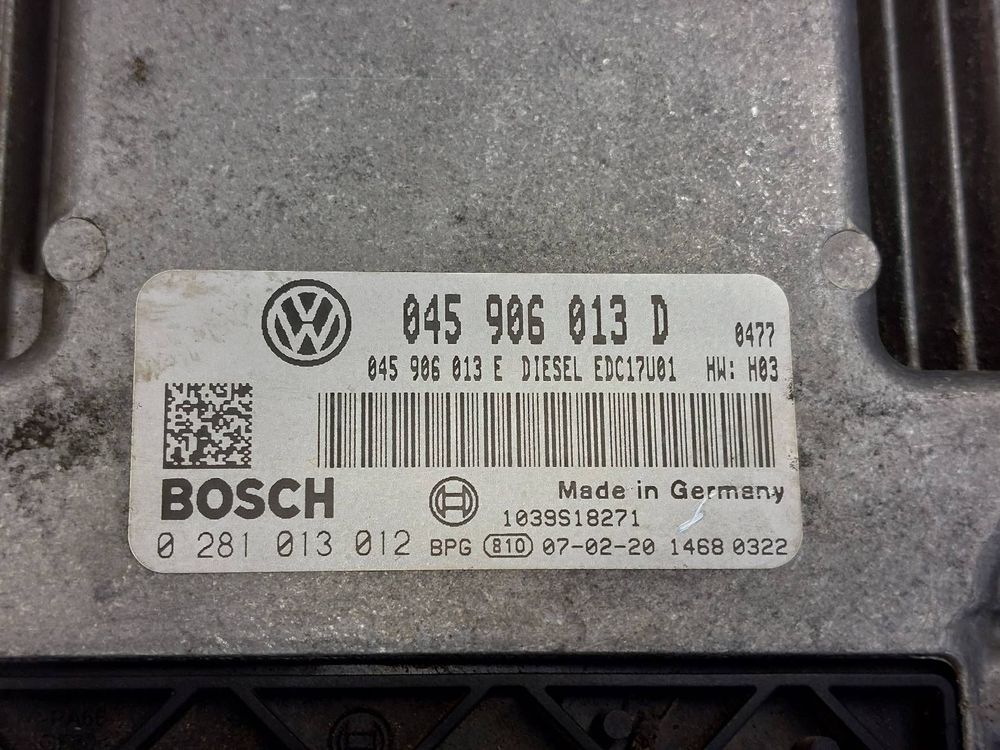 045 906 013 D 0477
045 906 013 E DIESEL EDC17U01 HW: H03
BOSCH Made in Germany
1039S18271
0 281 013 012 BPG 810 07-02-20 1468 0322